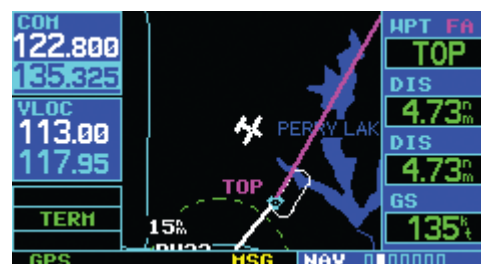 COM
122.800
135.325
VLOC
113.00
117.95
TERM
GPS
PERRY LAK
TOP
15nm
MSG
NAV
WPT FA
TOP
DIS
4.73nm
DIS
4.73nm
GS
135kt